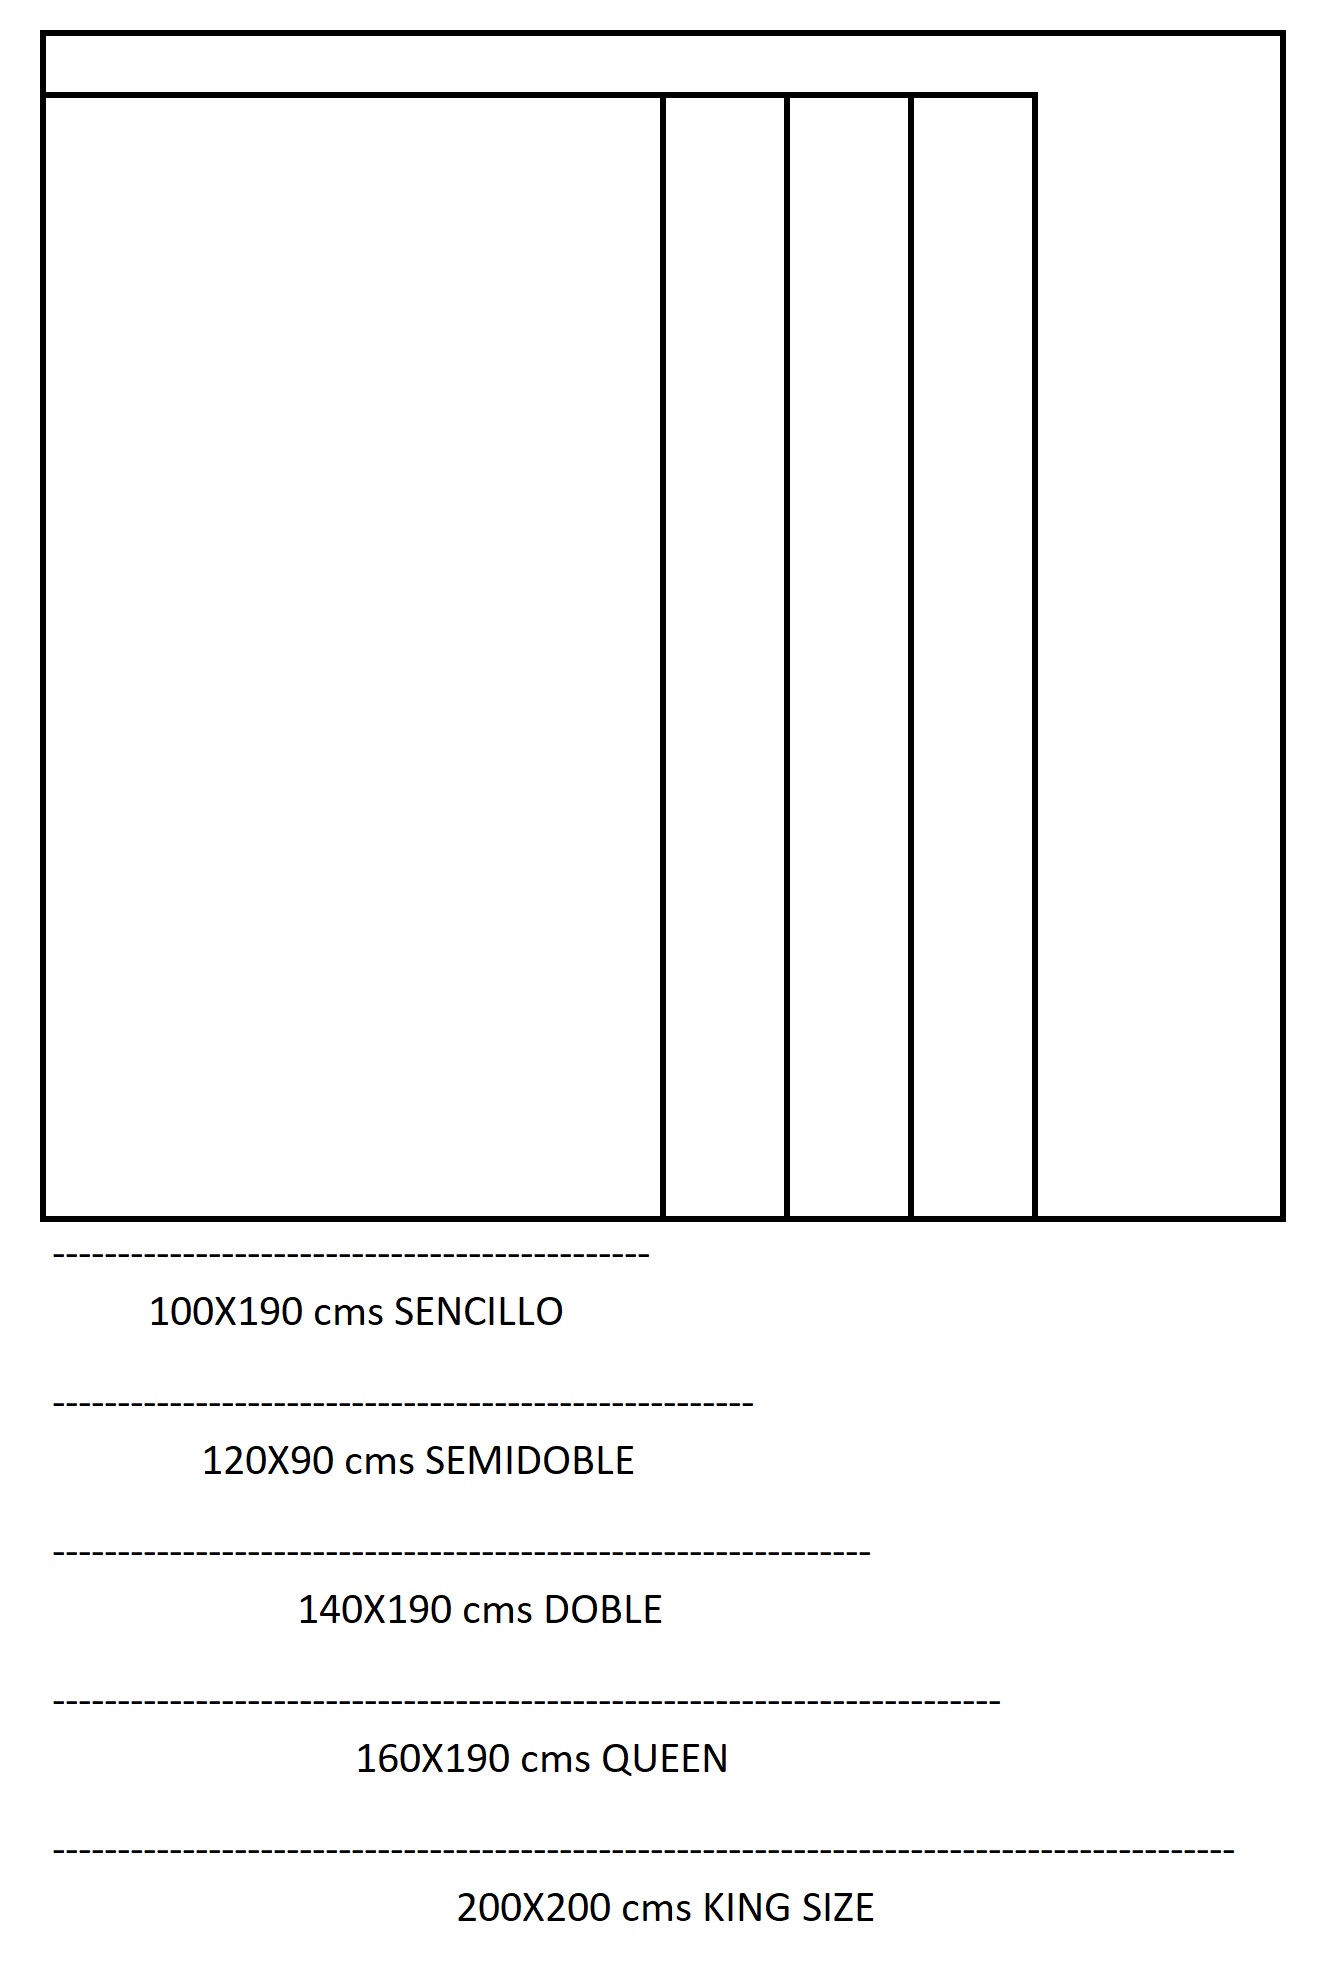 100X190 cms SENCILLO
120X90 cms SEMIDOBLE
140X190 cms DOBLE
160X190 cms QUEEN
200X200 cms KING SIZE